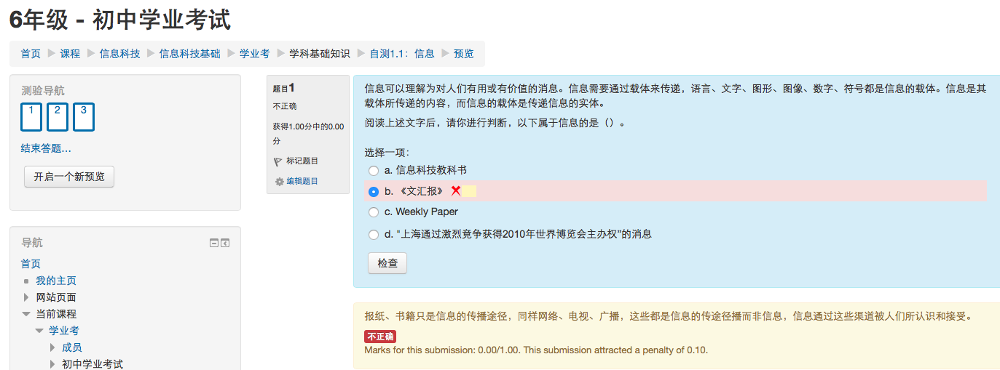 6年级 - 初中学业考试
首页 课程 信息科技 信息科技基础 学业考 学科基础知识 自测1.1：信息 预览
测验导航
1 2 3
结束答题...
开启一个新预览
导航
首页
我的主页
网站页面
当前课程
学业考
成员
初中学业考试
题目1
不正确
获得1.00分中的0.00
分
标记题目
编辑题目
信息可以理解为对人们有用或有价值的消息。信息需要通过载体来传递，语言、文字、图形、图像、数字、符号都是信息的载体。信息是其
载体所传递的内容，而信息的载体是传递信息的实体。
阅读上述文字后，请你进行判断，以下属于信息的是（）。
选择一项：
a. 信息科技教科书
b. 《文汇报》
c. Weekly Paper
d. "上海通过激烈竟争获得2010年世界博览会主办权"的消息
检查
报纸、书籍只是信息的传播途径，同样网络、电视、广播，这些都是信息的传途径播而非信息，信息通过这些渠道被人们所认识和接受。
不正确
Marks for this submission: 0.00/1.00. This submission attracted a penalty of 0.10.